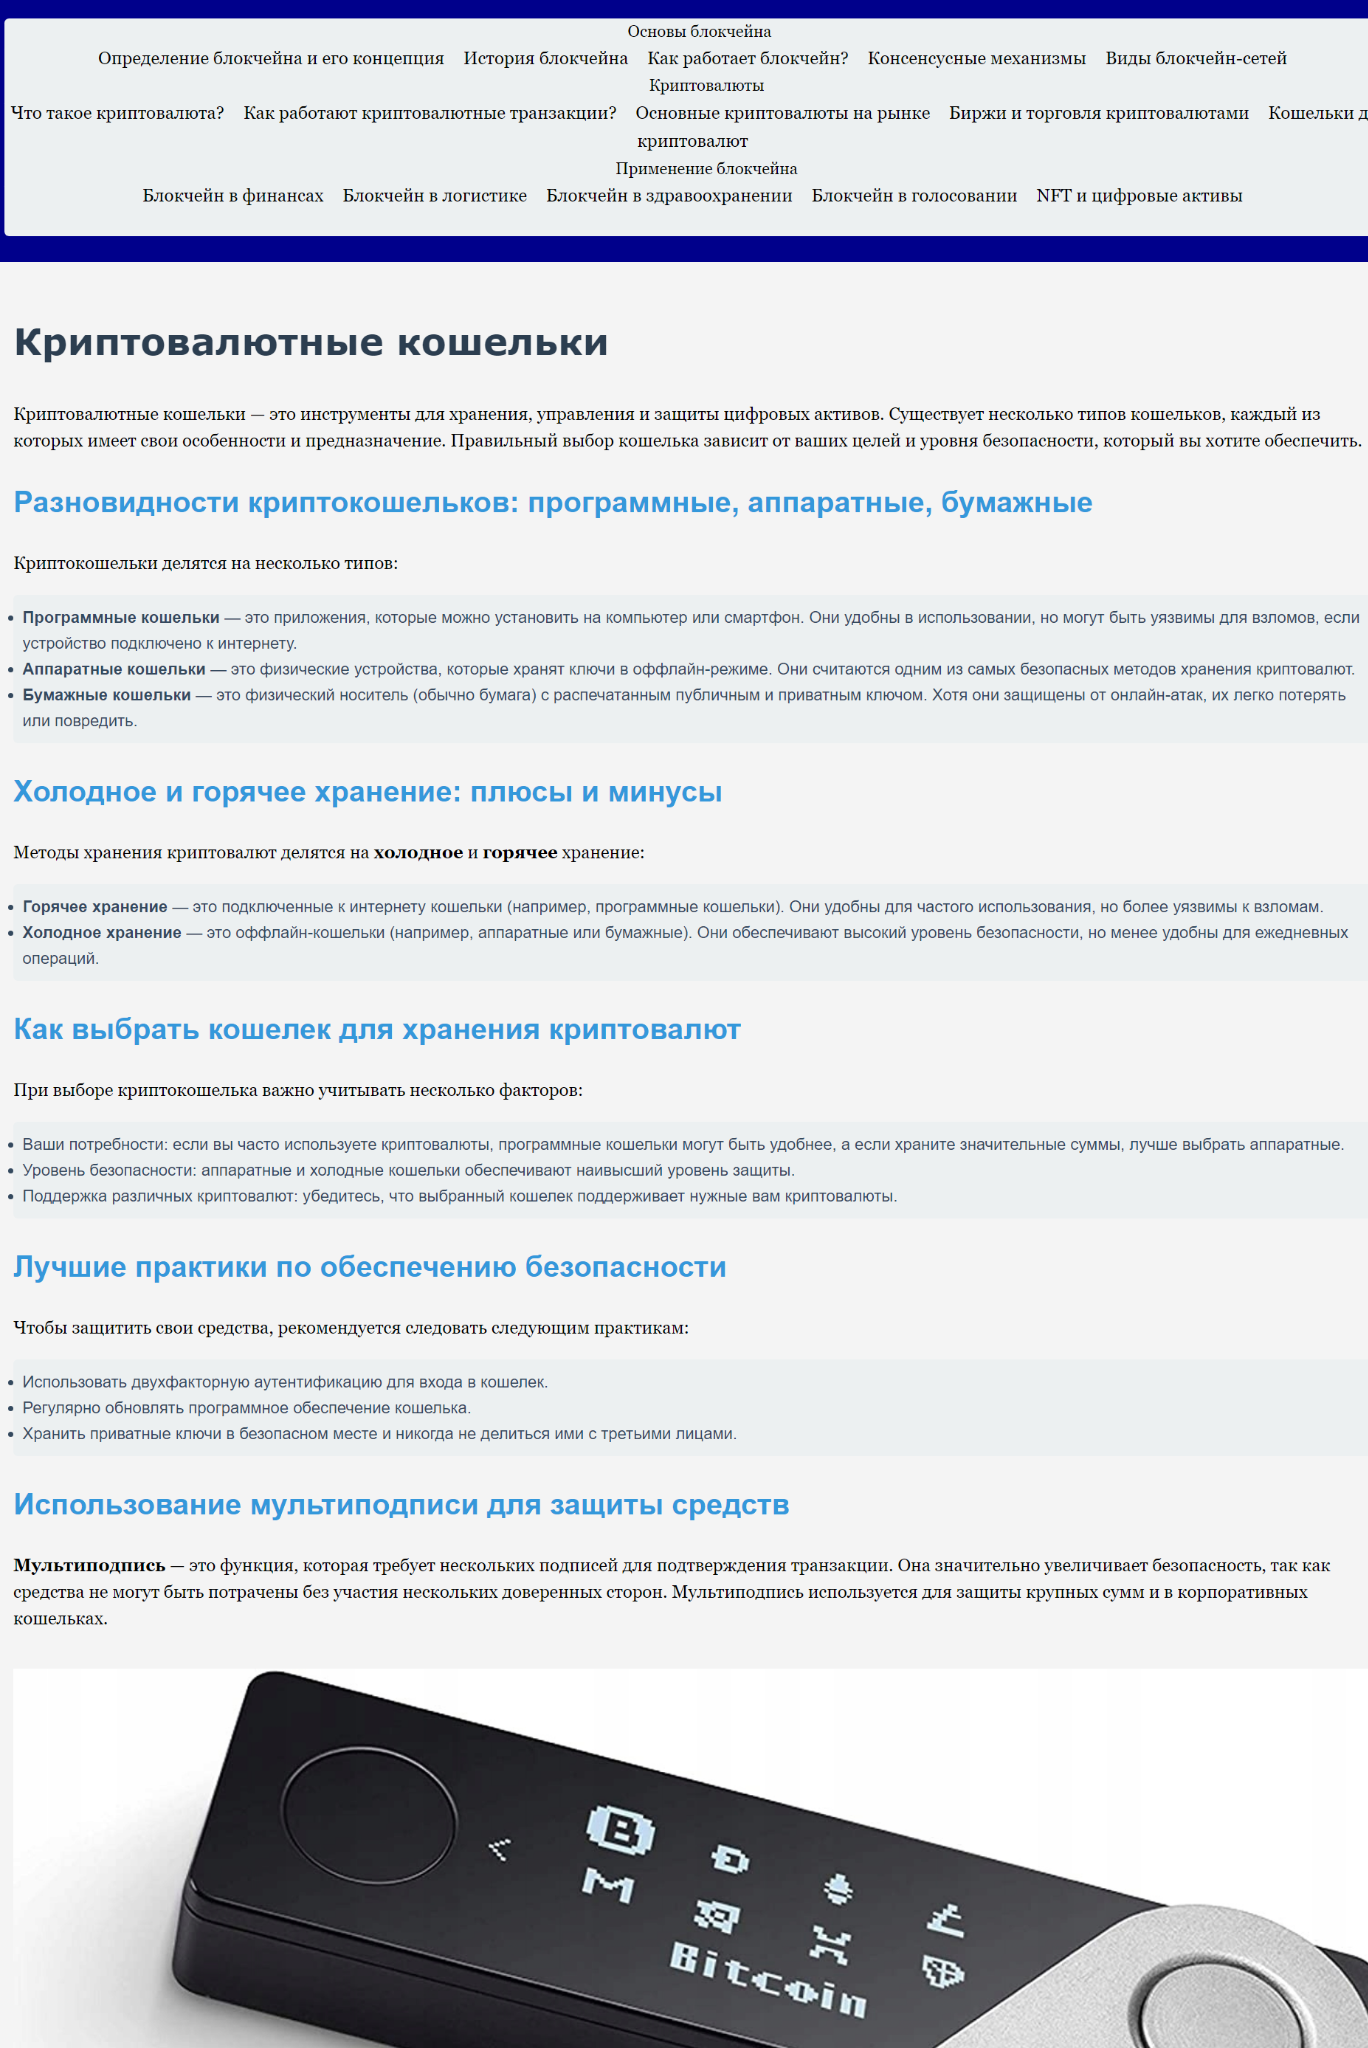 Основы блокчейна
Определение блокчейна и его концепция История блокчейна Как работает блокчейн? Консенсусные механизмы Виды блокчейн-сетей
Криптовалюты
Что такое криптовалюта? Как работают криптовалютные транзакции? Основные криптовалюты на рынке Биржи и торговля криптовалютами Кошельки д
криптовалют
Применение блокчейна
Блокчейн в финансах Блокчейн в логистике Блокчейн в здравоохранении Блокчейн в голосовании NFT и цифровые активы
Криптовалютные кошельки
Криптовалютные кошельки — это инструменты для хранения, управления и защиты цифровых активов. Существует несколько типов кошельков, каждый из
которых имеет свои особенности и предназначение. Правильный выбор кошелька зависит от ваших целей и уровня безопасности, который вы хотите обеспечить.
Разновидности криптокошельков: программные, аппаратные, бумажные
Криптокошельки делятся на несколько типов:
• Программные кошельки — это приложения, которые можно установить на компьютер или смартфон. Они удобны в использовании, но могут быть уязвимы для взломов, если
устройство подключено к интернету.
• Аппаратные кошельки — это физические устройства, которые хранят ключи в оффлайн-режиме. Они считаются одним из самых безопасных методов хранения криптовалют.
• Бумажные кошельки — это физический носитель (обычно бумага) с распечатанным публичным и приватным ключом. Хотя они защищены от онлайн-атак, их легко потерять
или повредить.
Холодное и горячее хранение: плюсы и минусы
Методы хранения криптовалют делятся на холодное и горячее хранение:
• Горячее хранение — это подключенные к интернету кошельки (например, программные кошельки). Они удобны для частого использования, но более уязвимы к взломам.
• Холодное хранение — это оффлайн-кошельки (например, аппаратные или бумажные). Они обеспечивают высокий уровень безопасности, но менее удобны для ежедневных
операций.
Как выбрать кошелек для хранения криптовалют
При выборе криптокошелька важно учитывать несколько факторов:
• Ваши потребности: если вы часто используете криптовалюты, программные кошельки могут быть удобнее, а если храните значительные суммы, лучше выбрать аппаратные.
• Уровень безопасности: аппаратные и холодные кошельки обеспечивают наивысший уровень защиты.
• Поддержка различных криптовалют: убедитесь, что выбранный кошелек поддерживает нужные вам криптовалюты.
Лучшие практики по обеспечению безопасности
Чтобы защитить свои средства, рекомендуется следовать следующим практикам:
• Использовать двухфакторную аутентификацию для входа в кошелек.
• Регулярно обновлять программное обеспечение кошелька.
• Хранить приватные ключи в безопасном месте и никогда не делиться ими с третьими лицами.
Использование мультиподписи для защиты средств
Мультиподпись — это функция, которая требует нескольких подписей для подтверждения транзакции. Она значительно увеличивает безопасность, так как
средства не могут быть потрачены без участия нескольких доверенных сторон. Мультиподпись используется для защиты крупных сумм и в корпоративных
кошельках.
Bitcoin